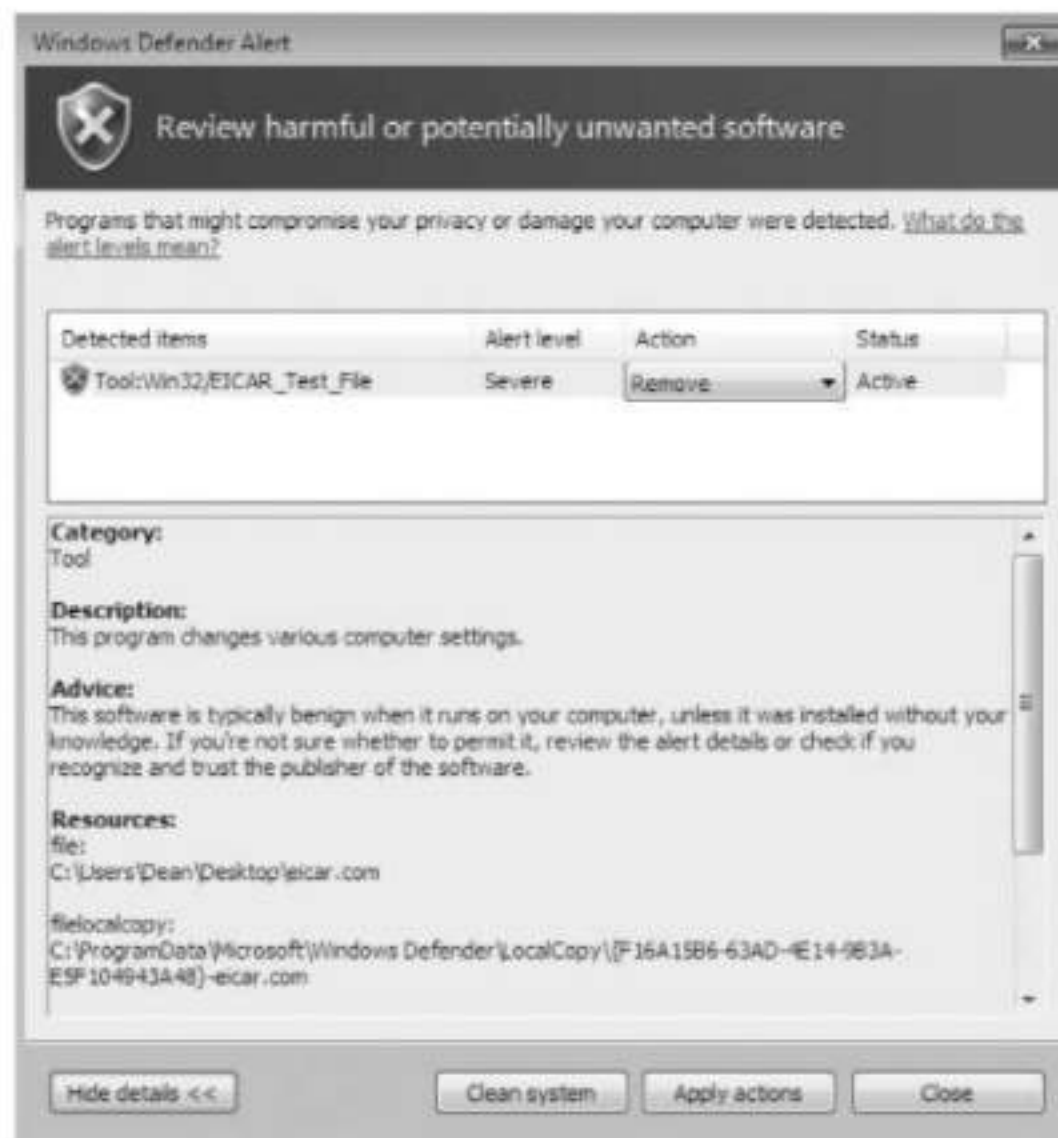 Windows Defender Alert
Review harmful or potentially unwanted software
Programs that might compromise your privacy or damage your computer were detected. What do the
alert levels mean?
Detected items Alert level Action Status
Tool:Win32/EICAR_Test_File Severe Remove Active
Category:
Tool
Description:
This program changes various computer settings.
Advice:
This software is typically benign when it runs on your computer, unless it was installed without your
knowledge. If you're not sure whether to permit it, review the alert details or check if you
recognize and trust the publisher of the software.
Resources:
file:
C:\Users\Dean\Desktop\eicar.com
filelocalcopy:
C:\ProgramData\Microsoft\Windows Defender\LocalCopy\{F16A15B6-63AD-4E14-9B3A-
E5F104943A48}-eicar.com
Hide details << Clean system Apply actions Close